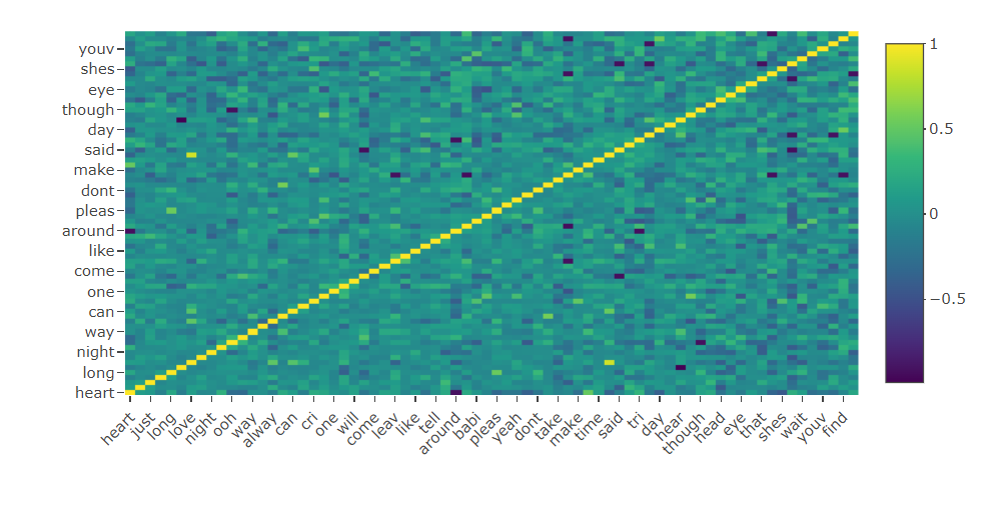 youv
shes
eye
though
day
said
make
dont
pleas
around
like
come
one
can
way
night
long
heart
heart
just
long
love
night
ooh
way
alway
can
cri
one
will
come
leav
like
tell
around
babi
pleas
yeah
dont
take
make
time
said
tri
day
hear
though
head
eye
that
shes
wait
youv
find
1
0.5
0
−0.5